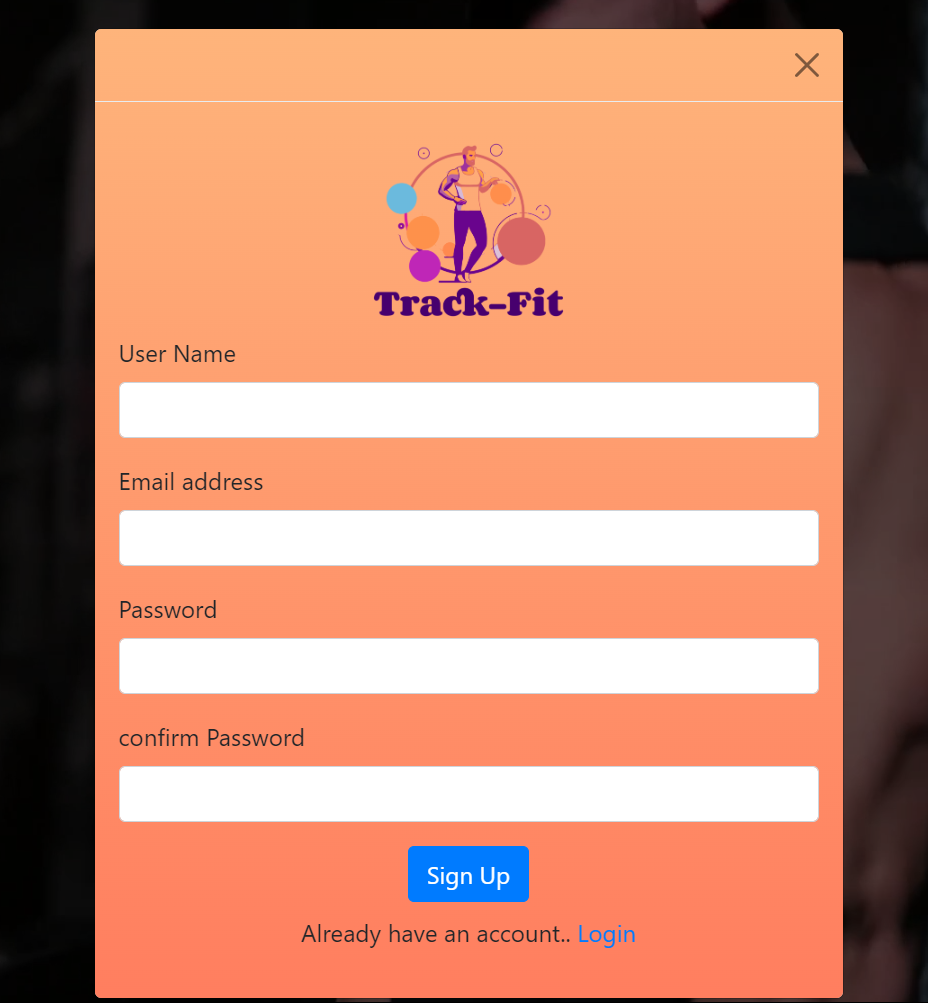 Track-Fit
User Name
Email address
Password
confirm Password
Sign Up
Already have an account.. Login